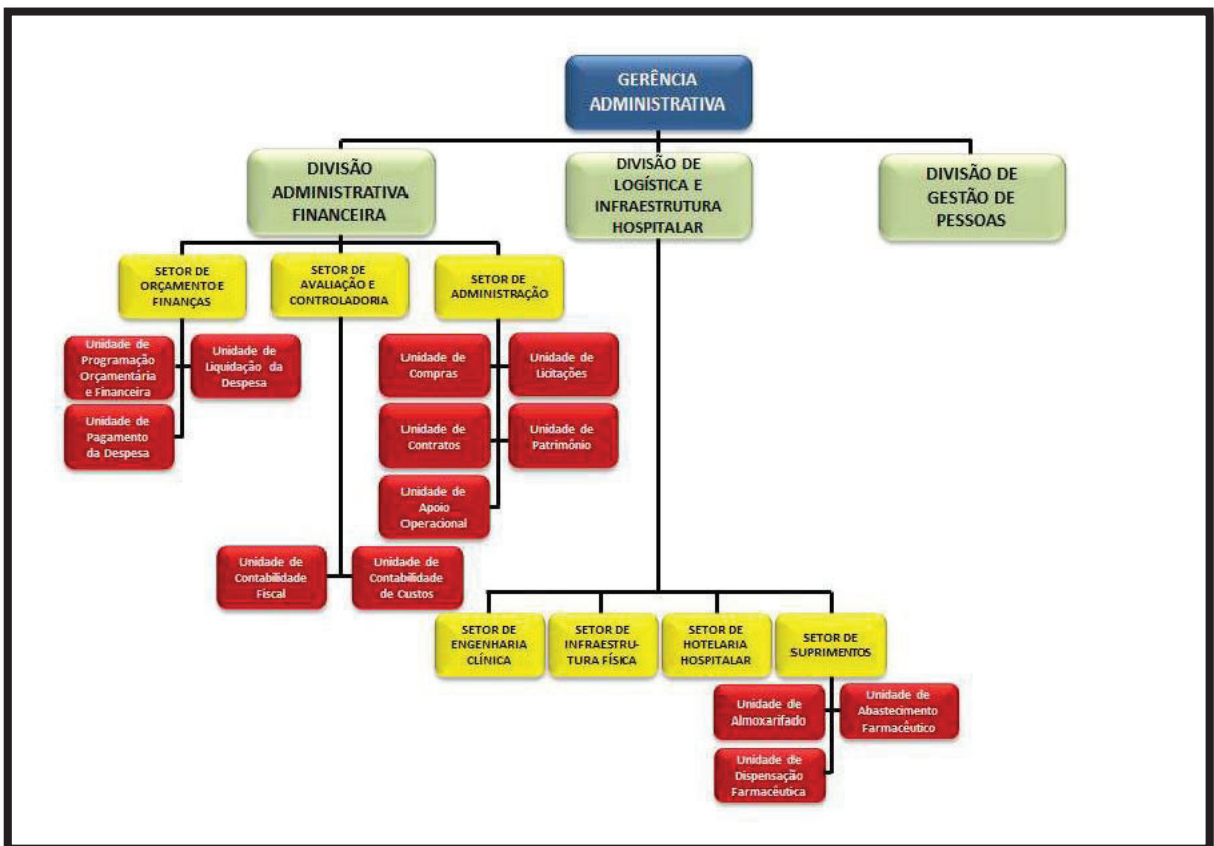 GERÊNCIA
ADMINISTRATIVA
DIVISÃO
ADMINISTRATIVA
FINANCEIRA
DIVISÃO DE
LOGÍSTICA E
INFRAESTRUTURA
HOSPITALAR
DIVISÃO DE
GESTÃO DE
PESSOAS
SETOR DE
ORÇAMENTO E
FINANÇAS
SETOR DE
AVALIAÇÃO E
CONTROLADORIA
SETOR DE
ADMINISTRAÇÃO
Unidade de
Programação
Orçamentária
e Financeira
Unidade de
Liquidação da
Despesa
Unidade de
Pagamento
da Despesa
Unidade de
Compras
Unidade de
Licitações
Unidade de
Contratos
Unidade de
Patrimônio
Unidade de
Apoio
Operacional
Unidade de
Contabilidade
Fiscal
Unidade de
Contabilidade
de Custos
SETOR DE
ENGENHARIA
CLÍNICA
SETOR DE
INFRAESTRU-
TURA FÍSICA
SETOR DE
HOTELARIA
HOSPITALAR
SETOR DE
SUPRIMENTOS
Unidade de
Almoxarifado
Unidade de
Abastecimento
Farmacêutico
Unidade de
Dispensação
Farmacêutica